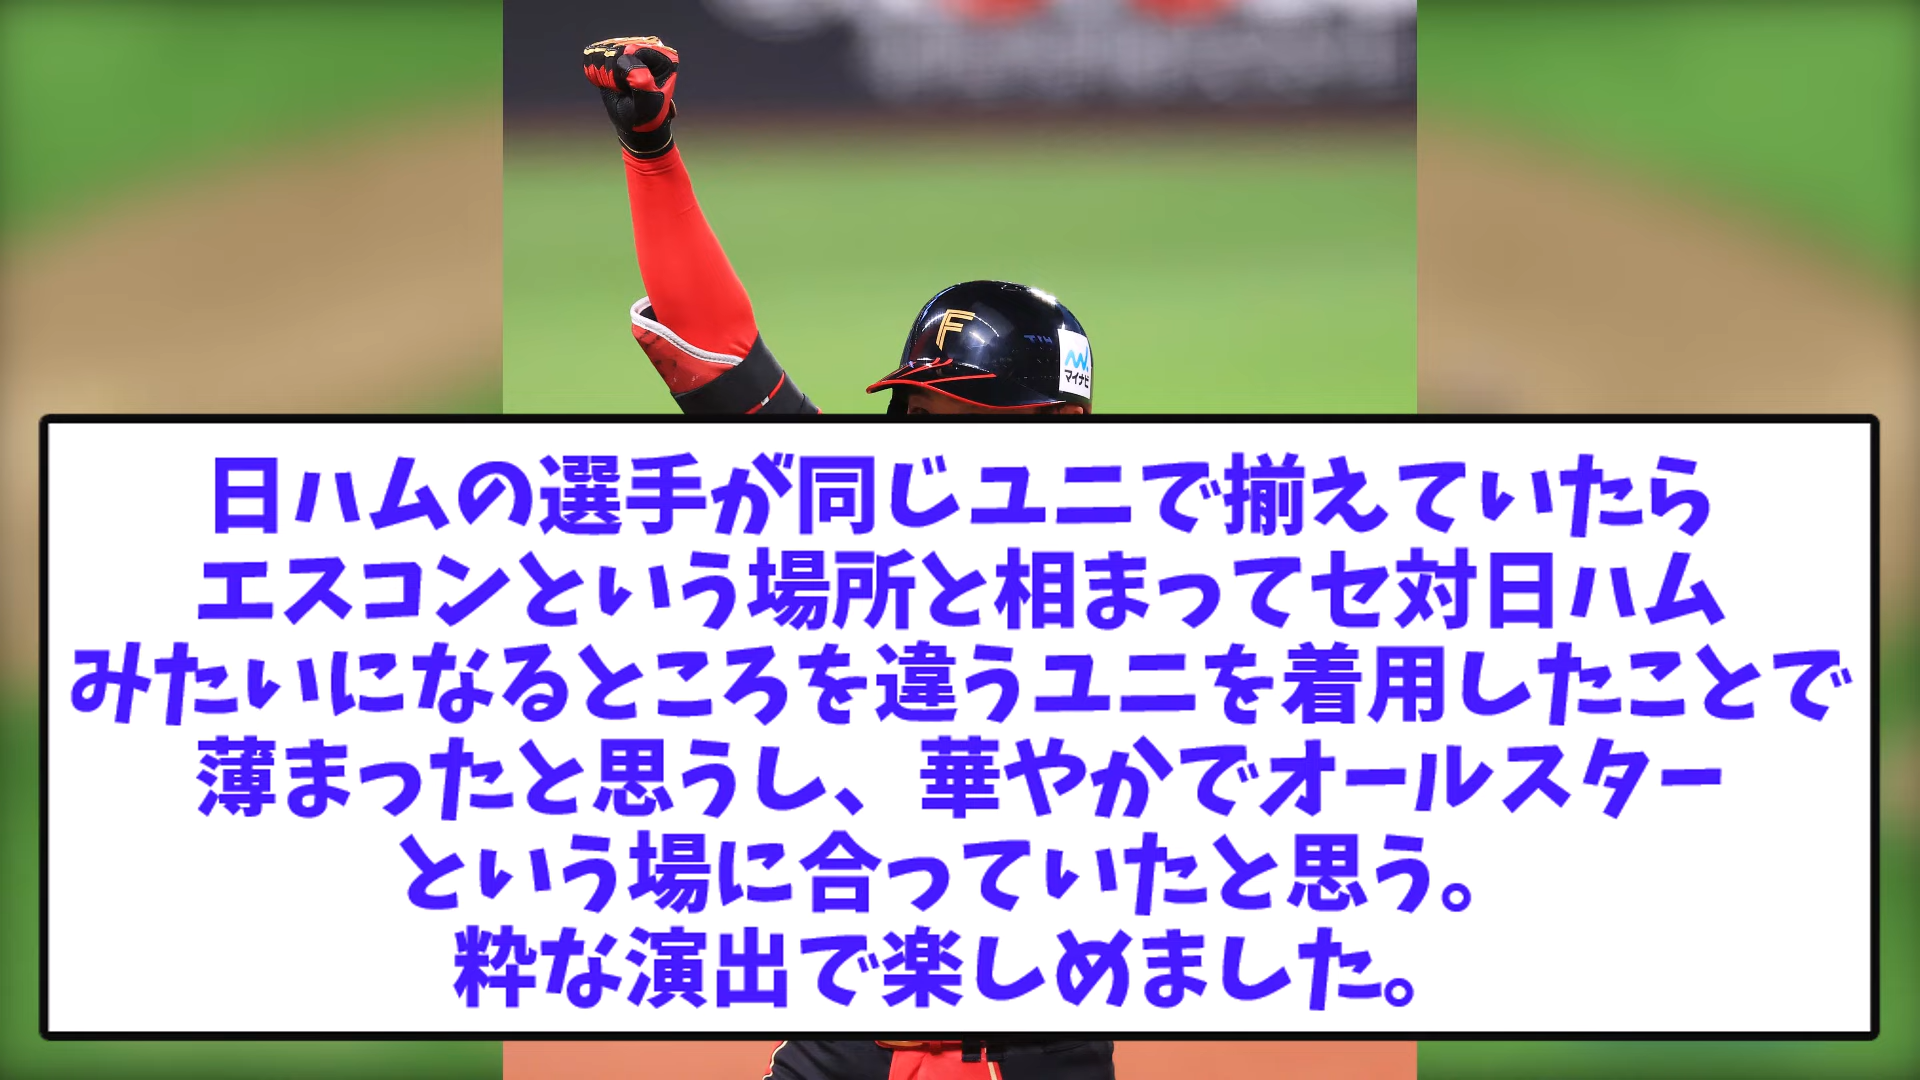 F
マイナビ
日ハムの選手が同じユニで揃えていたら
エスコンという場所と相まってセ対日ハム
みたいになるところを違うユニを着用したことで
薄まったと思うし、華やかでオールスター
という場に合っていたと思う。
粋な演出で楽しめました。